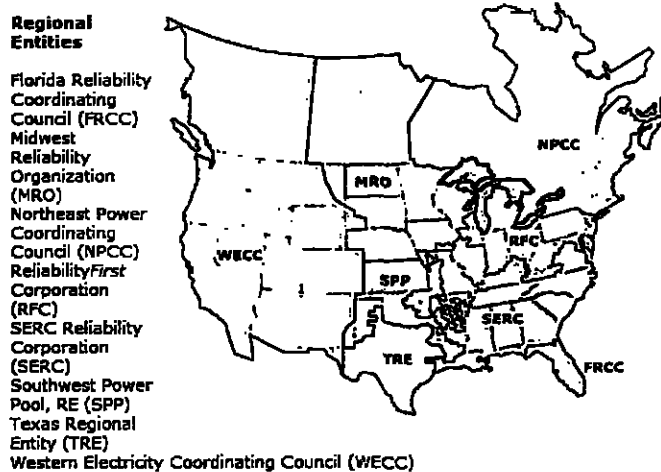 Regional
Entities
Florida Reliability
Coordinating
Council (FRCC)
Midwest
Reliability
Organization
(MRO)
Northeast Power
Coordinating
Council (NPCC)
ReliabilityFirst
Corporation
(RFC)
SERC Reliability
Corporation
(SERC)
Southwest Power
Pool, RE (SPP)
Texas Regional
Entity (TRE)
Western Electricity Coordinating Council (WECC)
NPCC
MRO
RFC
WECC
SPP
SERC
TRE
FRCC